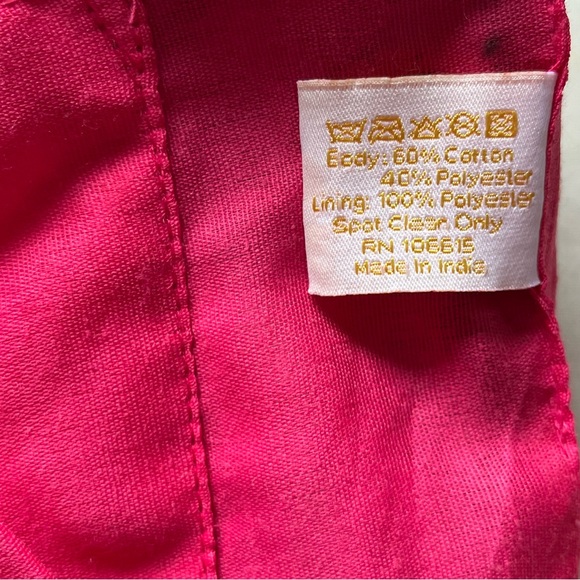 Body: 60% Cotton
40% Polyester
Lining: 100% Polyester
Spot Clean Only
RN 106615
Made in India